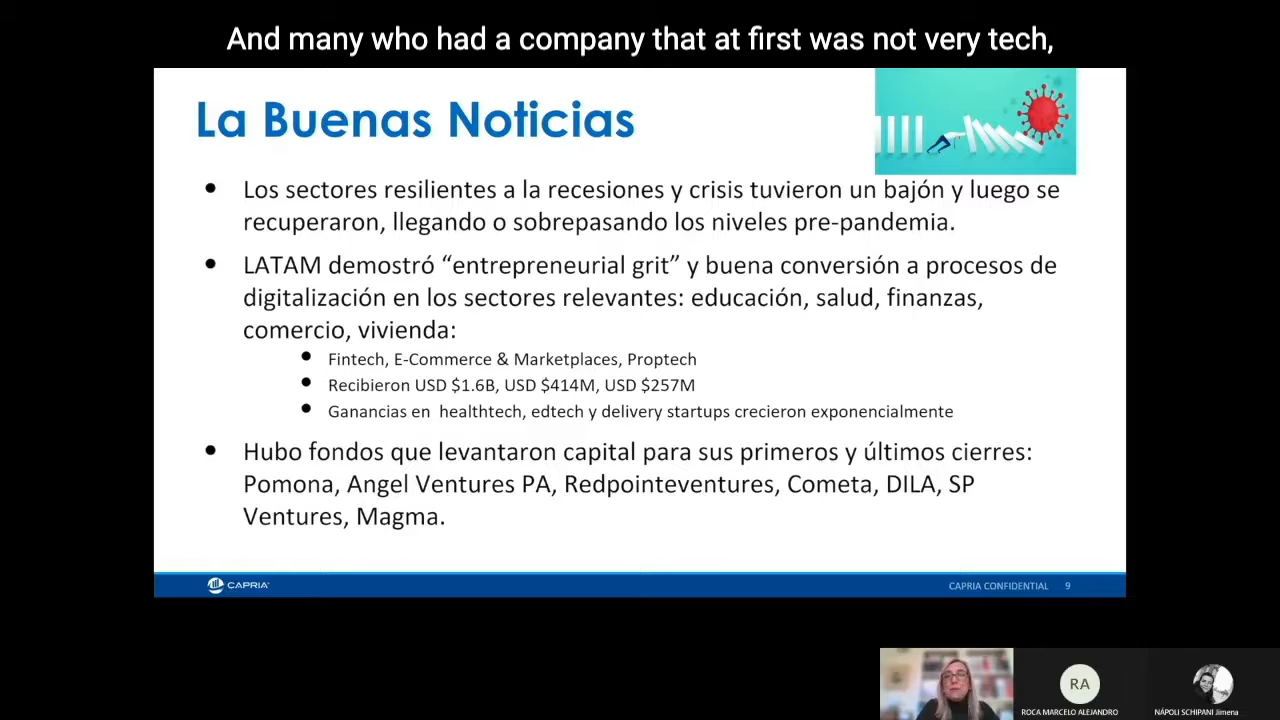 And many who had a company that at first was not very tech,
La Buenas Noticias
Los sectores resilientes a la recesiones y crisis tuvieron un bajón y luego se
recuperaron, llegando o sobrepasando los niveles pre-pandemia.
LATAM demostró “entrepreneurial grit” y buena conversión a procesos de
digitalización en los sectores relevantes: educación, salud, finanzas,
comercio, vivienda:
Fintech, E-Commerce & Marketplaces, Proptech
Recibieron USD $1.6B, USD $414M, USD $257M
Ganancias en healthtech, edtech y delivery startups crecieron exponencialmente
Hubo fondos que levantaron capital para sus primeros y últimos cierres:
Pomona, Angel Ventures PA, Redpointeventures, Cometa, DILA, SP
Ventures, Magma.
CAPRIA
CAPRIA CONFIDENTIAL 9
RA
ROCA MARCELO ALEJANDRO
NÁPOLI SCHIPANI Jimena